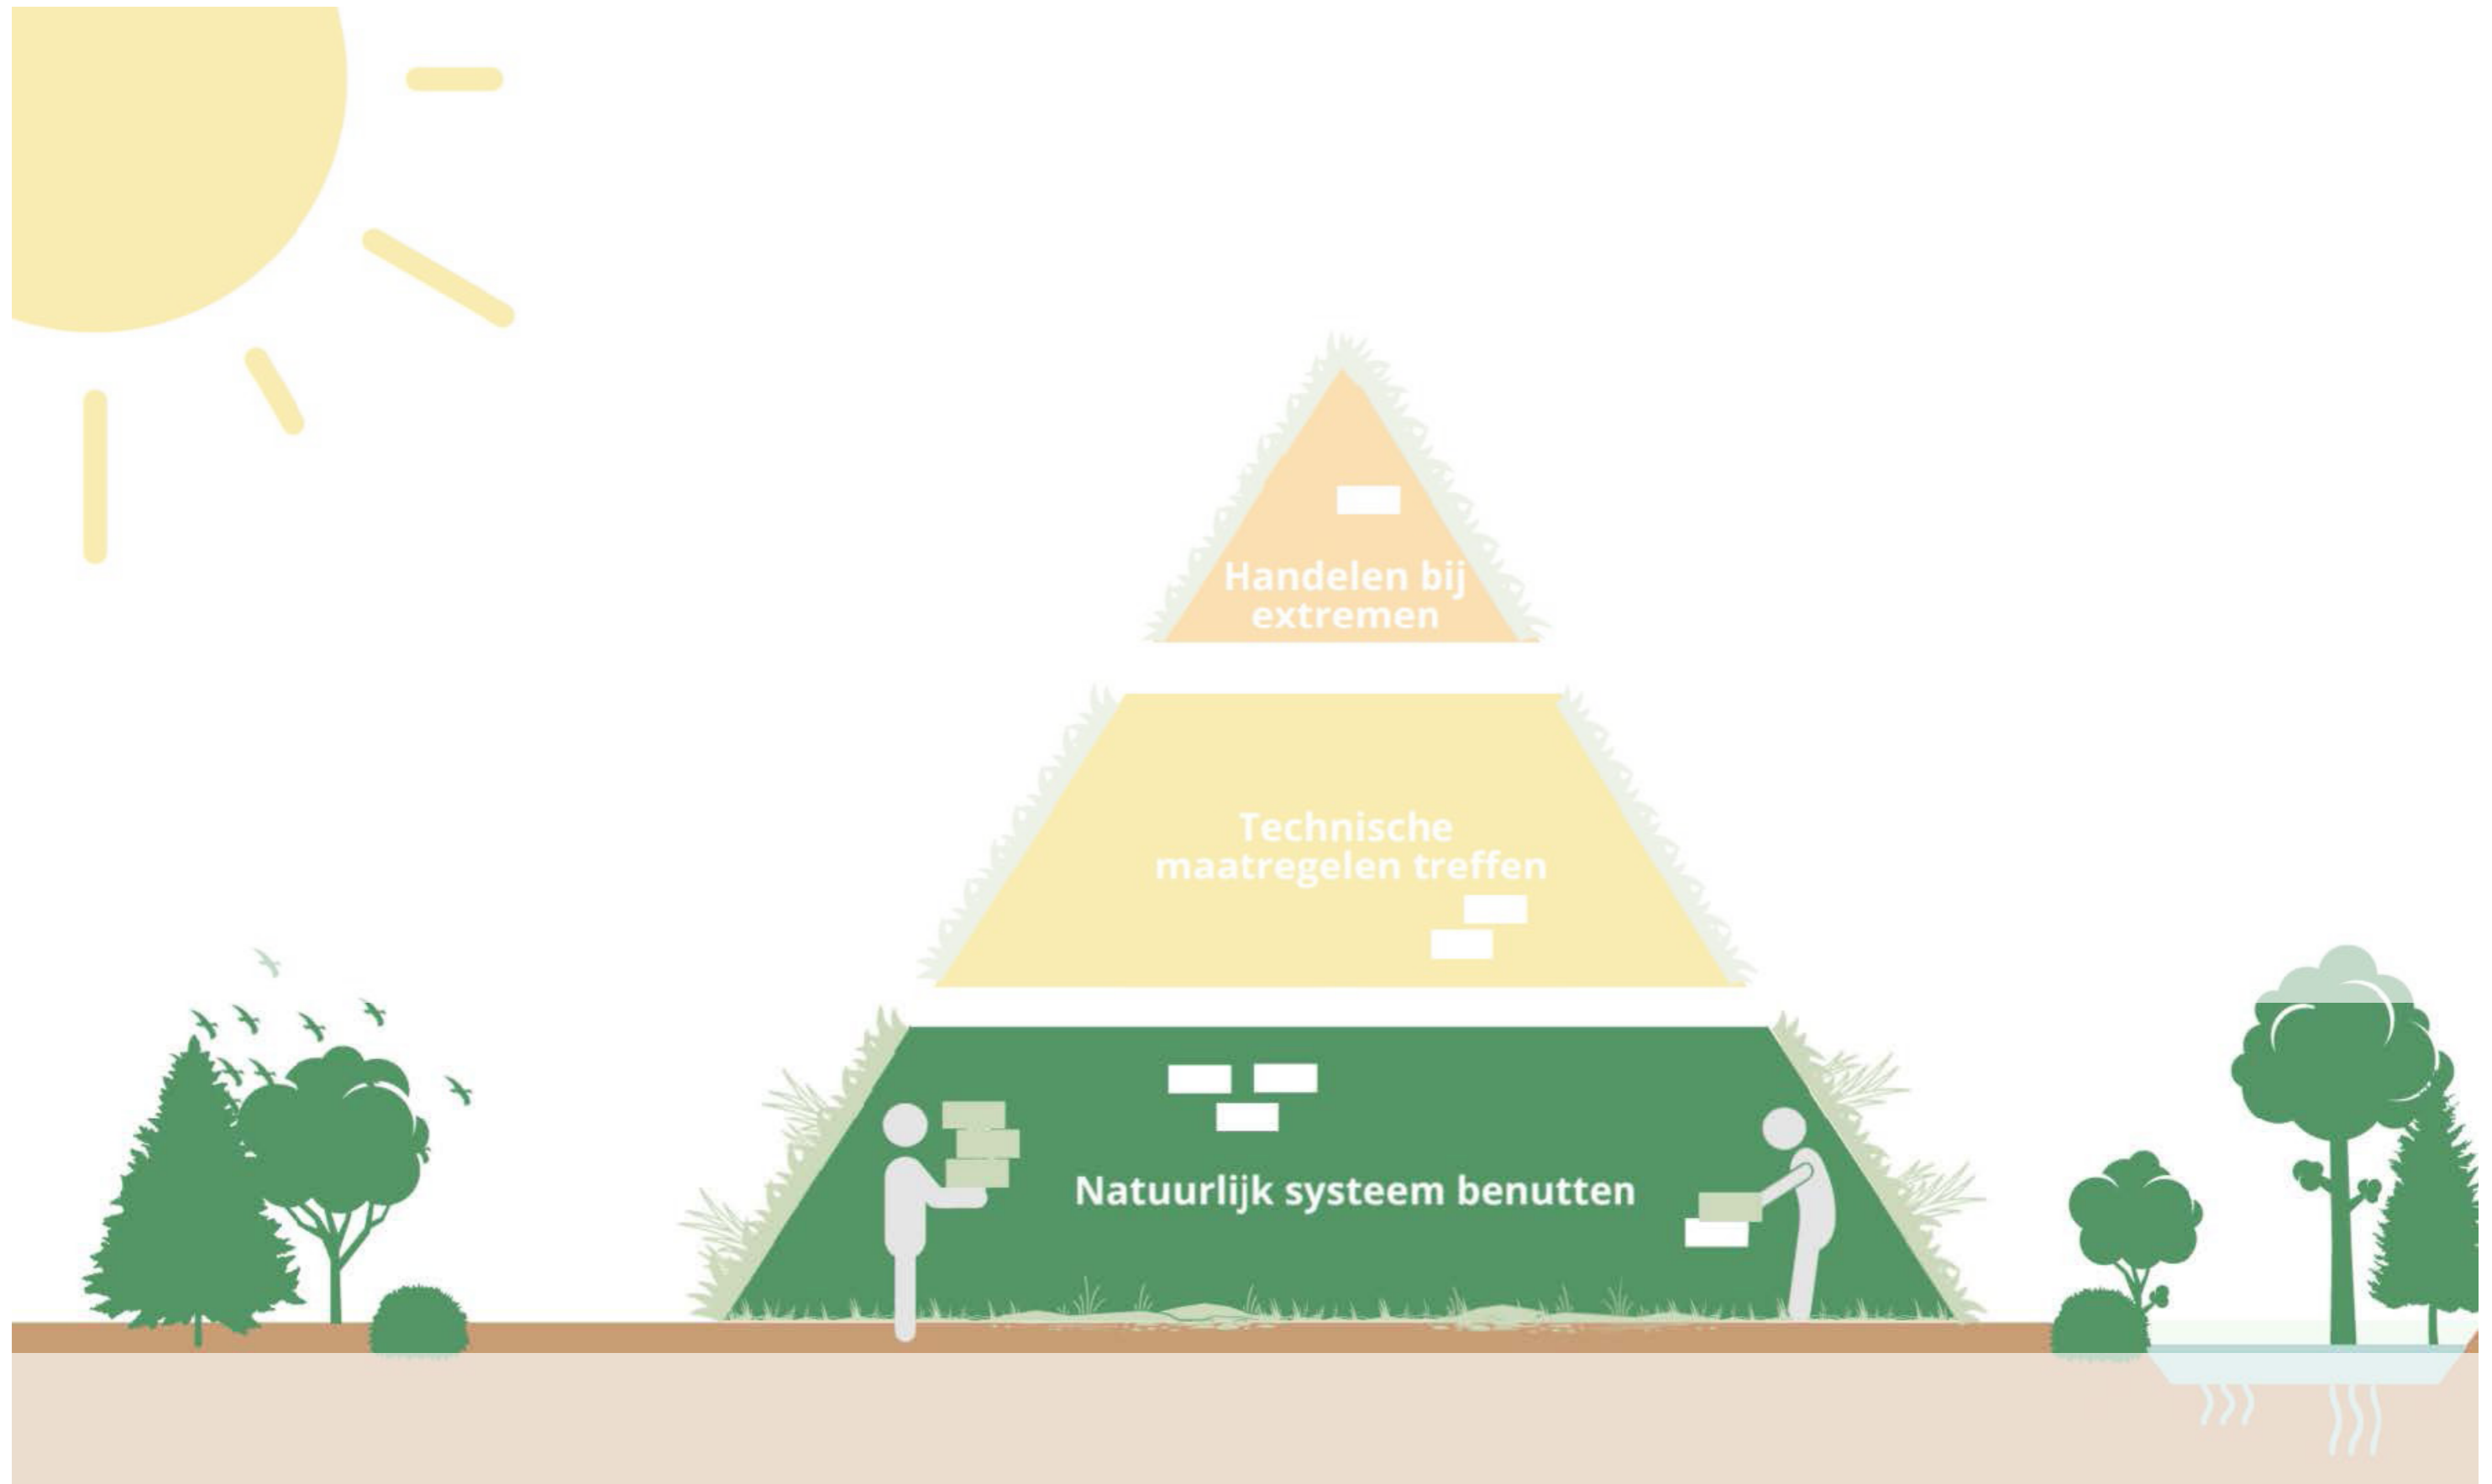 Handelen bij
extremen
Technische
maatregelen treffen
Natuurlijk systeem benutten